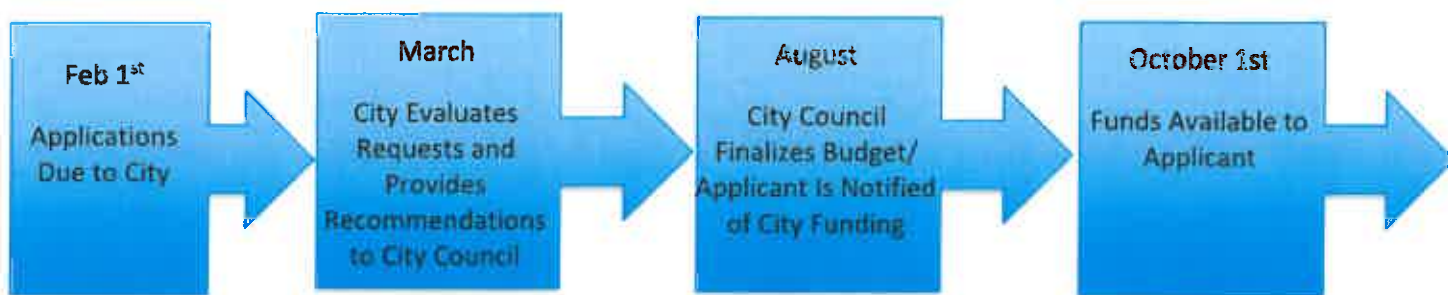 Feb 1st
Applications
Due to City
March
City Evaluates
Requests and
Provides
Recommendations
to City Council
August
City Council
Finalizes Budget/
Applicant Is Notified
of City Funding
October 1st
Funds Available to
Applicant